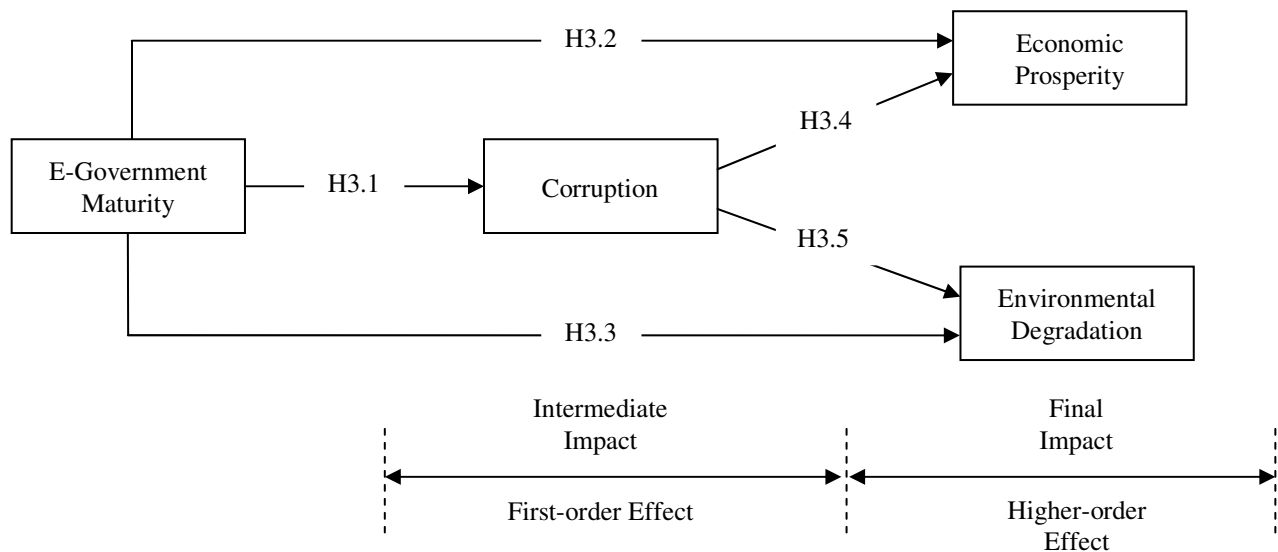 H3.2
Economic
Prosperity
H3.4
E-Government
Maturity
H3.1
Corruption
H3.5
Environmental
Degradation
H3.3
Intermediate
Impact
Final
Impact
First-order Effect
Higher-order
Effect